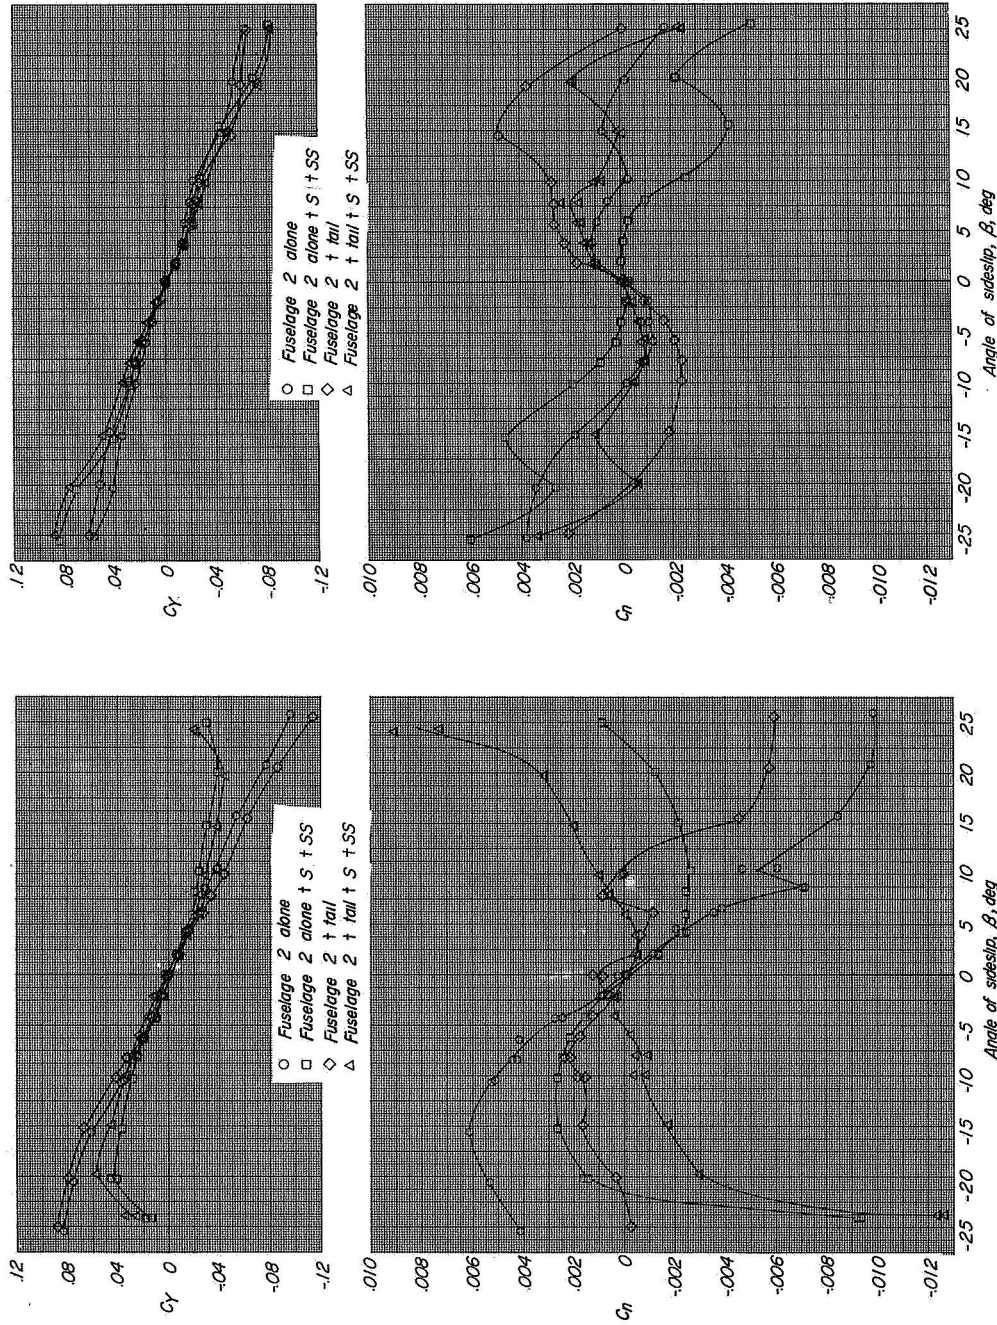 .12
.08
.04
0
-.04
-.08
-.12
C_Y
○ Fuselage 2 alone
□ Fuselage 2 alone + S + SS
◇ Fuselage 2 + tail
△ Fuselage 2 + tail + S + SS
.010
.008
.006
.004
.002
0
-.002
-.004
-.006
-.008
-.010
-.012
C_n
-25 -20 -15 -10 -5 0 5 10 15 20 25
Angle of sideslip, β, deg
.12
.08
.04
0
-.04
-.08
-.12
C_Y
○ Fuselage 2 alone
□ Fuselage 2 alone + S + SS
◇ Fuselage 2 + tail
△ Fuselage 2 + tail + S + SS
.010
.008
.006
.004
.002
0
-.002
-.004
-.006
-.008
-.010
-.012
C_n
-25 -20 -15 -10 -5 0 5 10 15 20 25
Angle of sideslip, β, deg